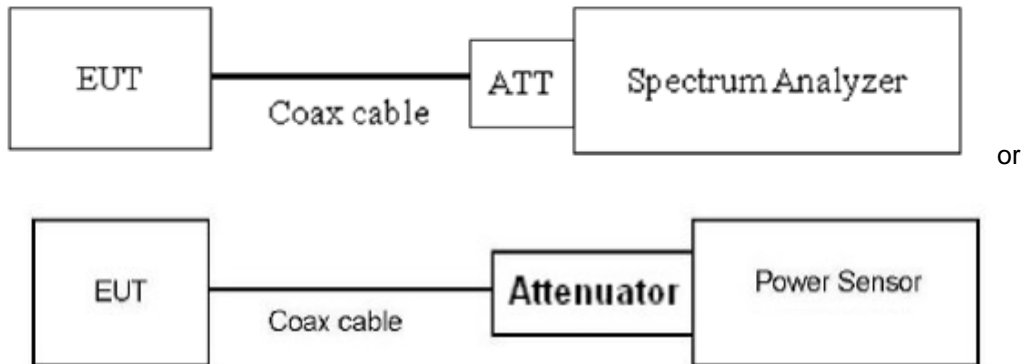 EUT
Coax cable
ATT
Spectrum Analyzer
or
EUT
Coax cable
Attenuator
Power Sensor